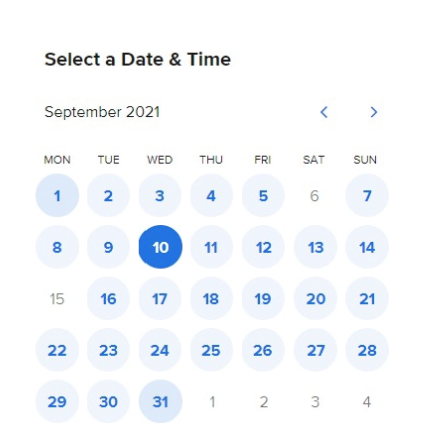 Select a Date & Time
September 2021
MON TUE WED THU FRI SAT SUN
1 2 3 4 5 6 7
8 9 10 11 12 13 14
15 16 17 18 19 20 21
22 23 24 25 26 27 28
29 30 31 1 2 3 4